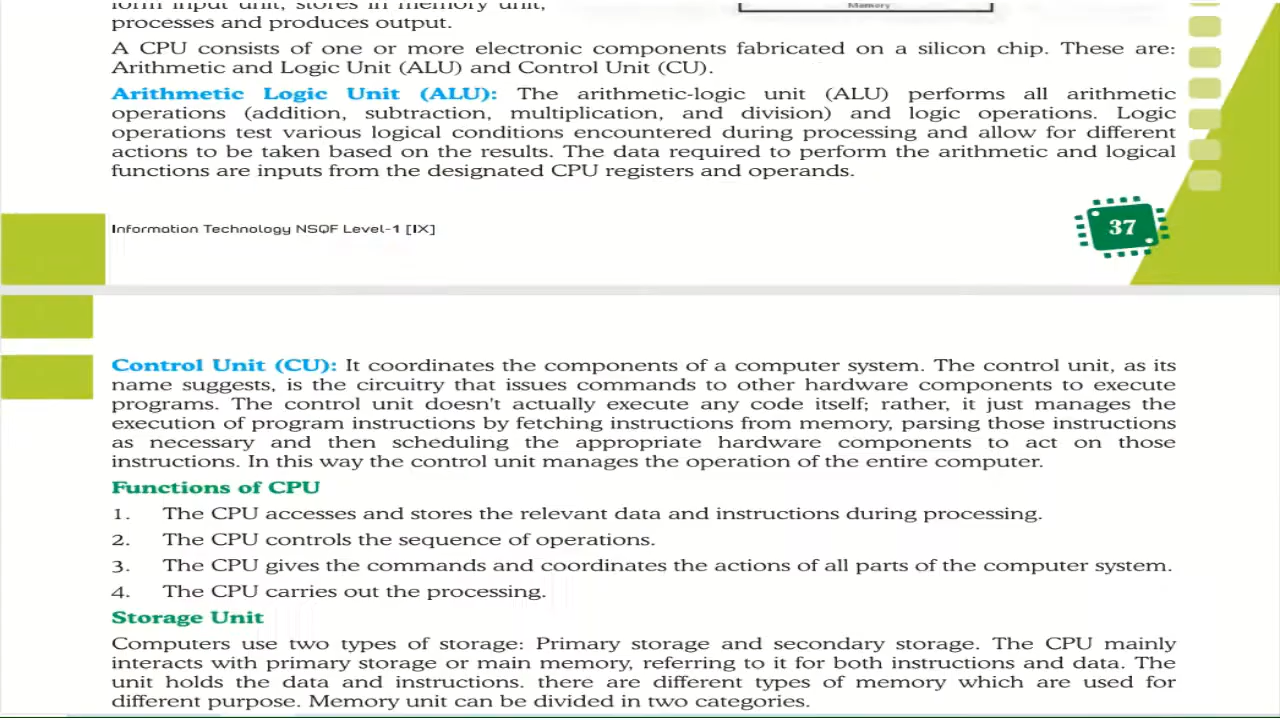 form input unit, stores in memory unit,
processes and produces output.
Memory
A CPU consists of one or more electronic components fabricated on a silicon chip. These are:
Arithmetic and Logic Unit (ALU) and Control Unit (CU).
Arithmetic Logic Unit (ALU): The arithmetic-logic unit (ALU) performs all arithmetic
operations (addition, subtraction, multiplication, and division) and logic operations. Logic
operations test various logical conditions encountered during processing and allow for different
actions to be taken based on the results. The data required to perform the arithmetic and logical
functions are inputs from the designated CPU registers and operands.
Information Technology NSQF Level-1 [IX]
37
Control Unit (CU): It coordinates the components of a computer system. The control unit, as its
name suggests, is the circuitry that issues commands to other hardware components to execute
programs. The control unit doesn't actually execute any code itself; rather, it just manages the
execution of program instructions by fetching instructions from memory, parsing those instructions
as necessary and then scheduling the appropriate hardware components to act on those
instructions. In this way the control unit manages the operation of the entire computer.
Functions of CPU
1. The CPU accesses and stores the relevant data and instructions during processing.
2. The CPU controls the sequence of operations.
3. The CPU gives the commands and coordinates the actions of all parts of the computer system.
4. The CPU carries out the processing.
Storage Unit
Computers use two types of storage: Primary storage and secondary storage. The CPU mainly
interacts with primary storage or main memory, referring to it for both instructions and data. The
unit holds the data and instructions. there are different types of memory which are used for
different purpose. Memory unit can be divided in two categories.